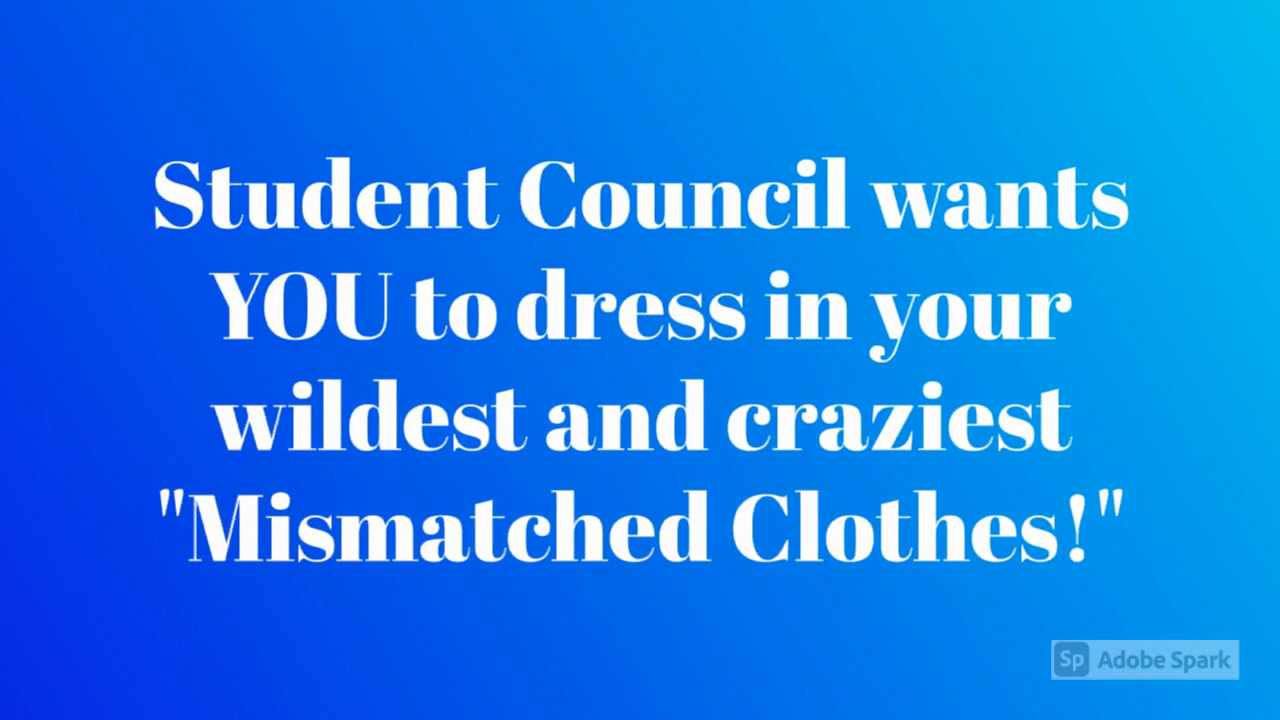 Student Council wants
YOU to dress in your
wildest and craziest
"Mismatched Clothes!"
Sp Adobe Spark